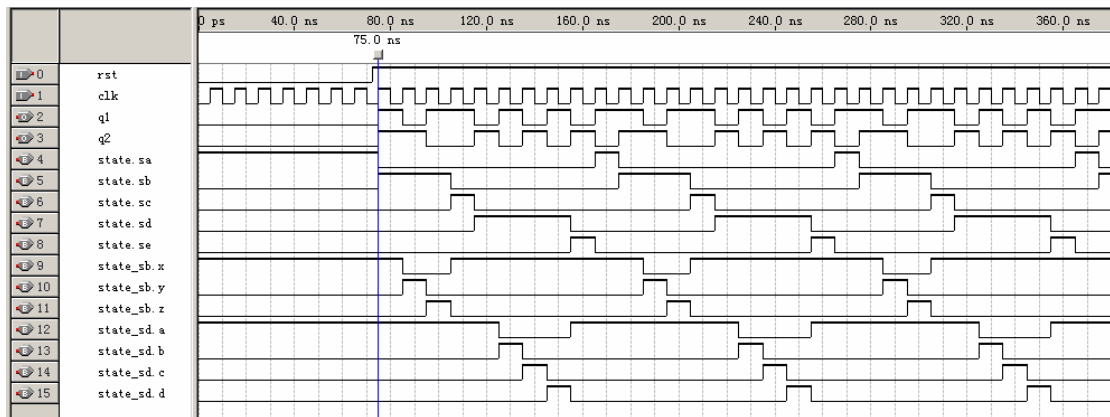 0 ps 40.0 ns 80.0 ns 120.0 ns 160.0 ns 200.0 ns 240.0 ns 280.0 ns 320.0 ns 360.0 ns
75.0 ns
0 rst
1 clk
2 q1
3 q2
4 state.sa
5 state.sb
6 state.sc
7 state.sd
8 state.se
9 state_sb.x
10 state_sb.y
11 state_sb.z
12 state_sd.a
13 state_sd.b
14 state_sd.c
15 state_sd.d